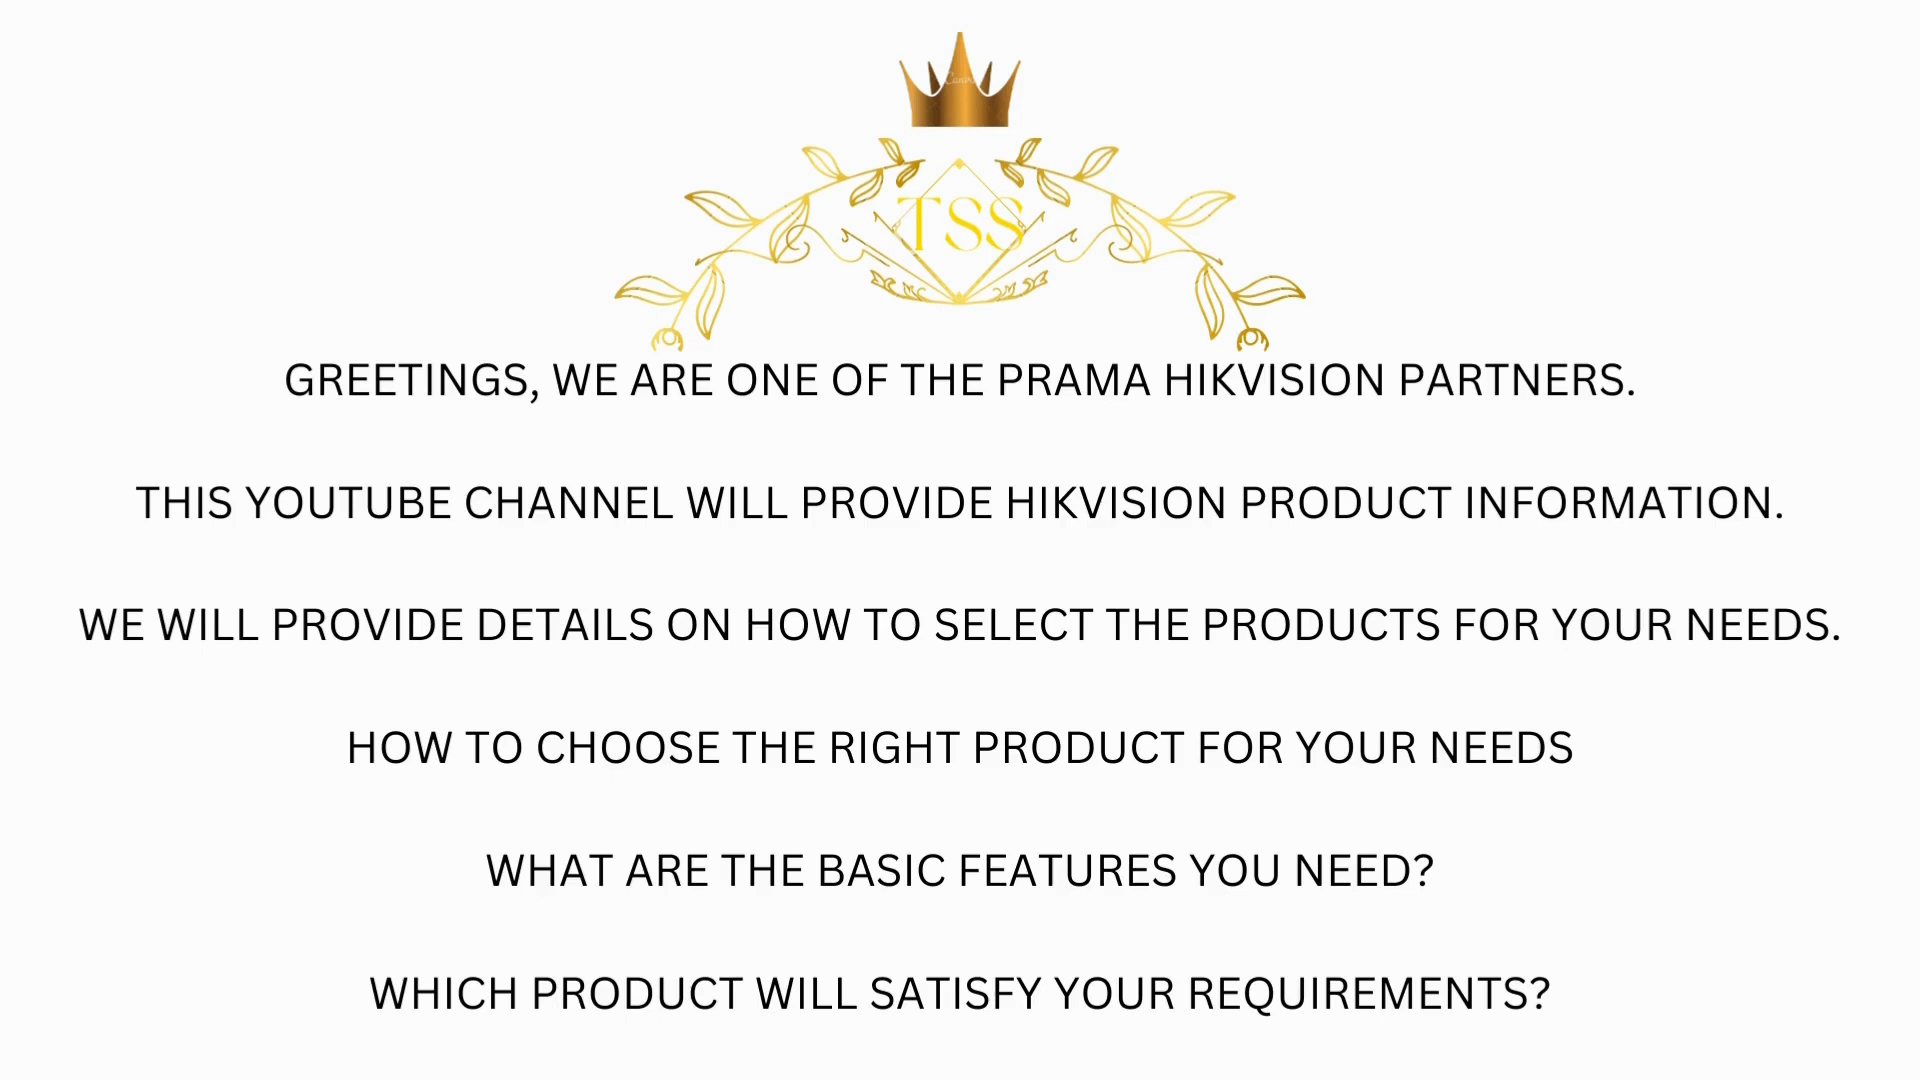 Canva
TSS
GREETINGS, WE ARE ONE OF THE PRAMA HIKVISION PARTNERS.
THIS YOUTUBE CHANNEL WILL PROVIDE HIKVISION PRODUCT INFORMATION.
WE WILL PROVIDE DETAILS ON HOW TO SELECT THE PRODUCTS FOR YOUR NEEDS.
HOW TO CHOOSE THE RIGHT PRODUCT FOR YOUR NEEDS
WHAT ARE THE BASIC FEATURES YOU NEED?
WHICH PRODUCT WILL SATISFY YOUR REQUIREMENTS?